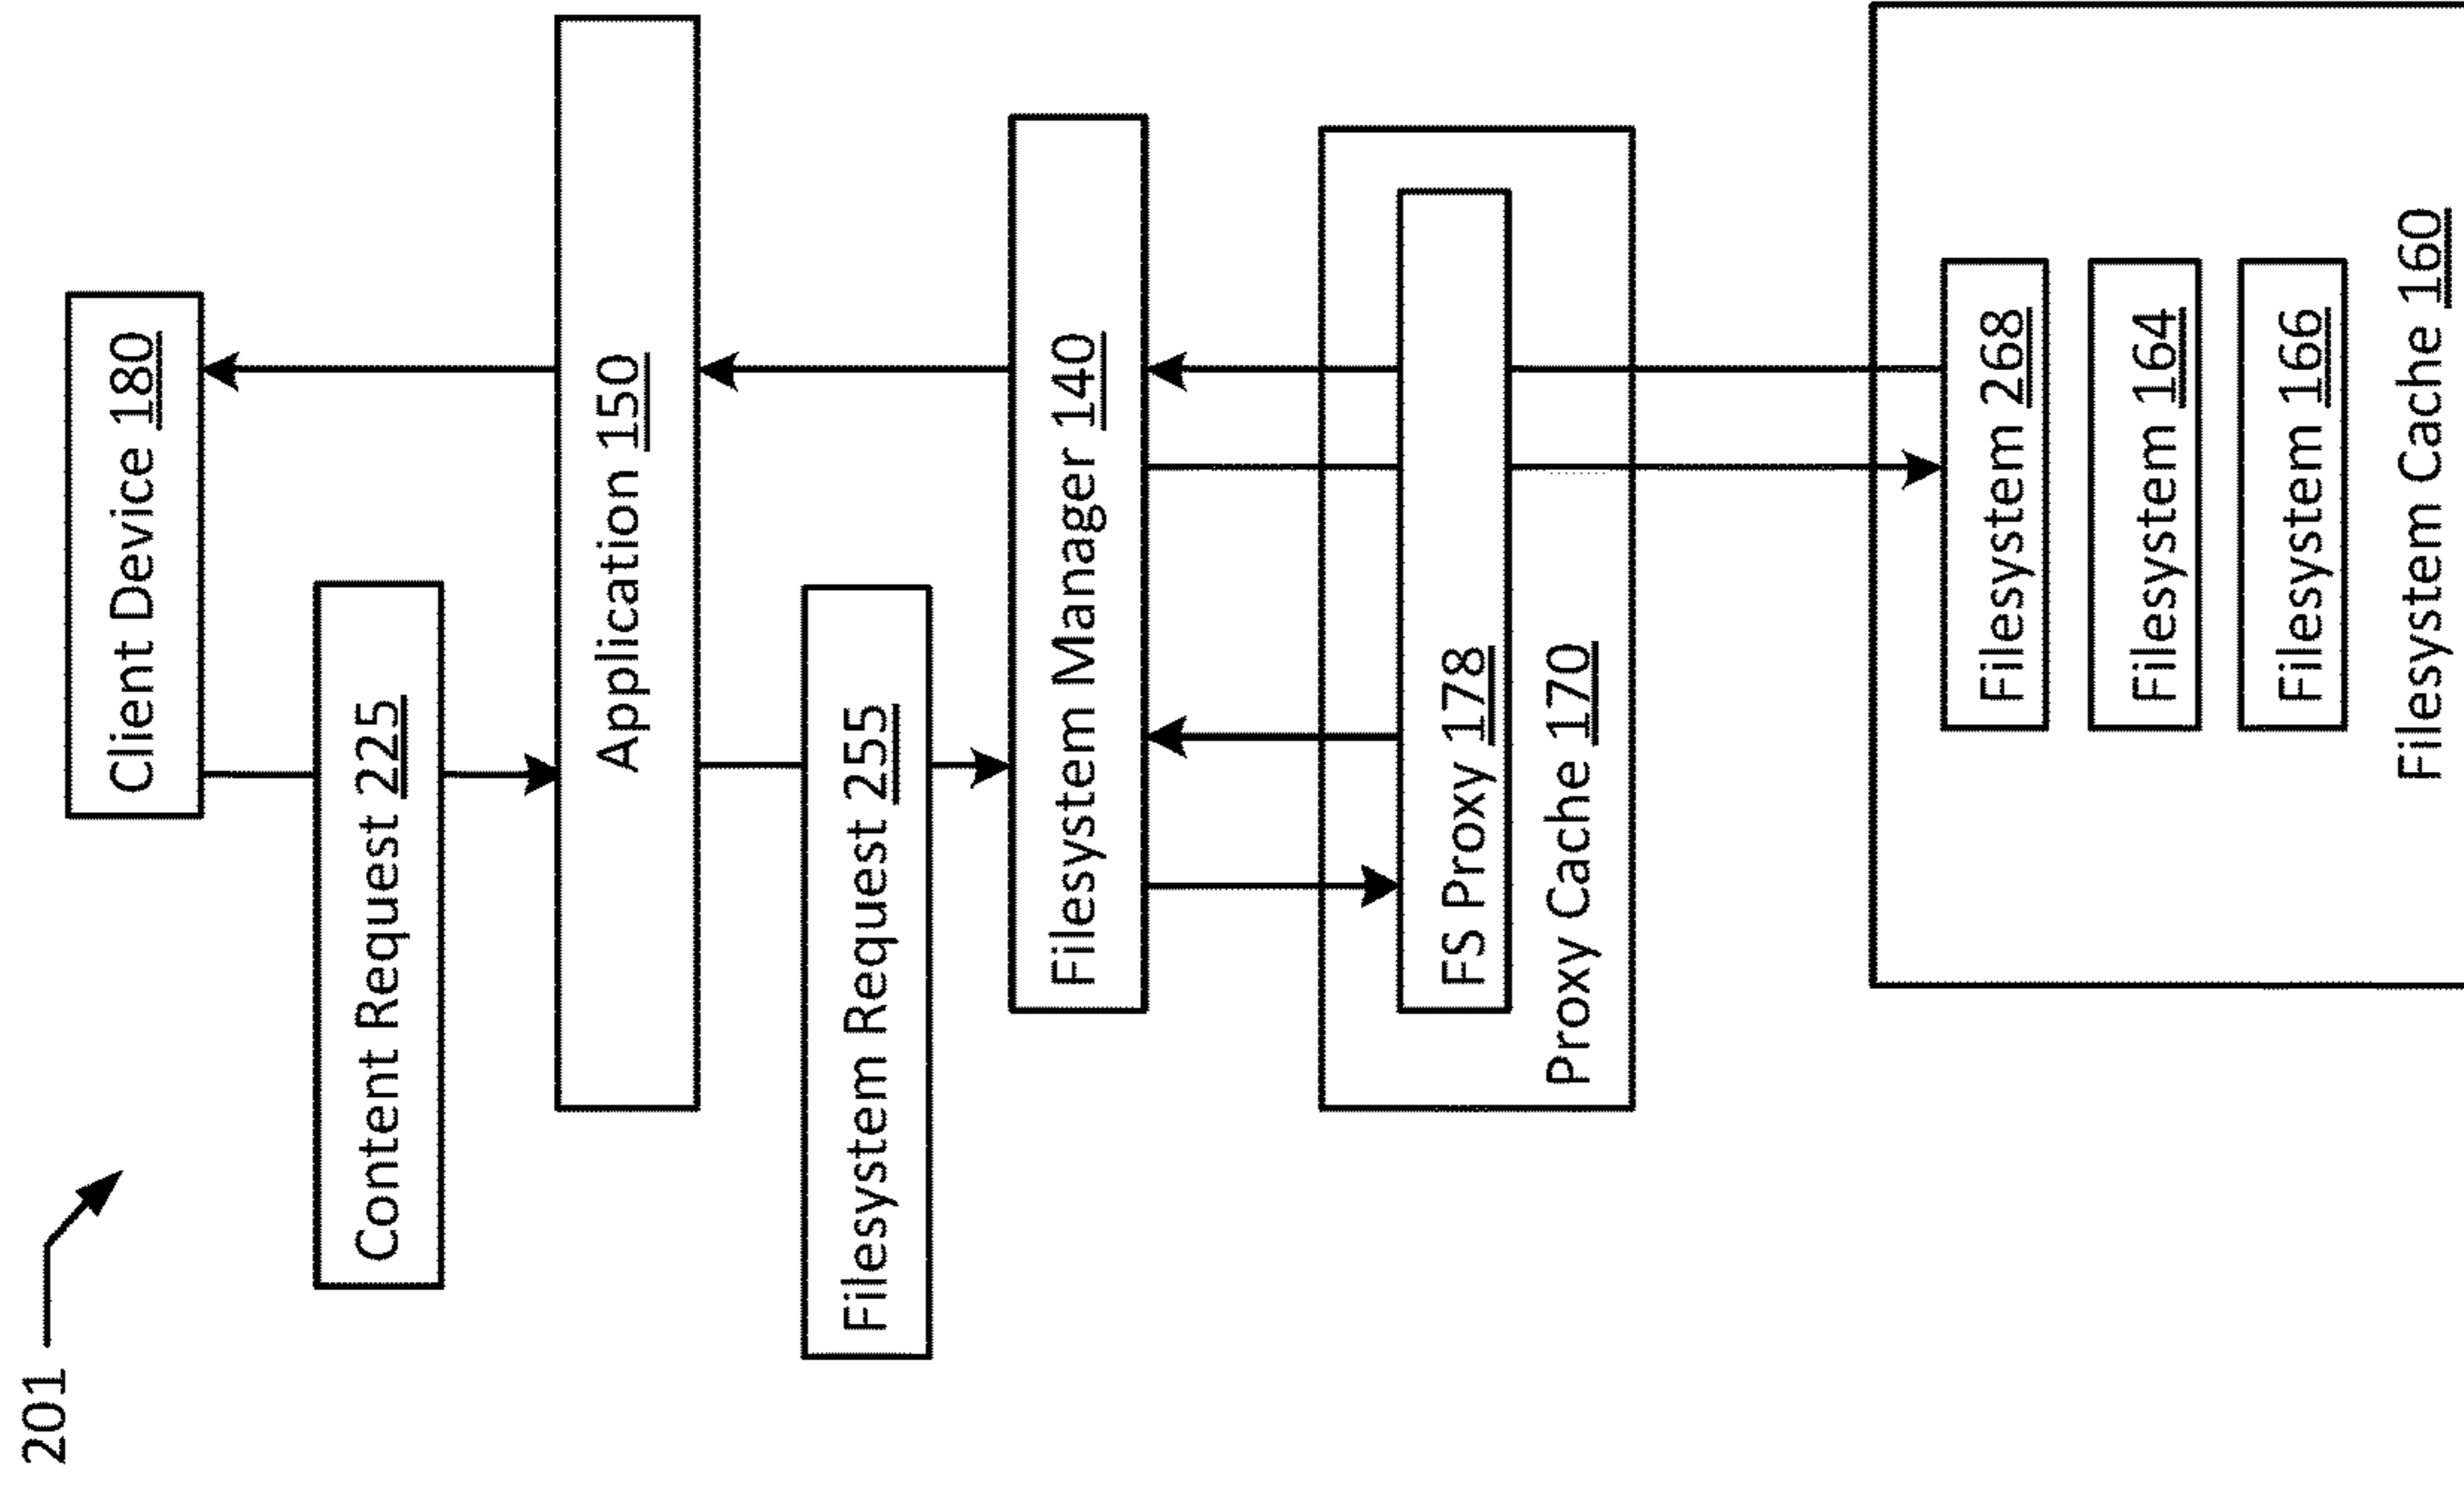 201
Client Device 180
Content Request 225
Application 150
Filesystem Request 255
Filesystem Manager 140
FS Proxy 178
Proxy Cache 170
Filesystem 268
Filesystem 164
Filesystem 166
Filesystem Cache 160